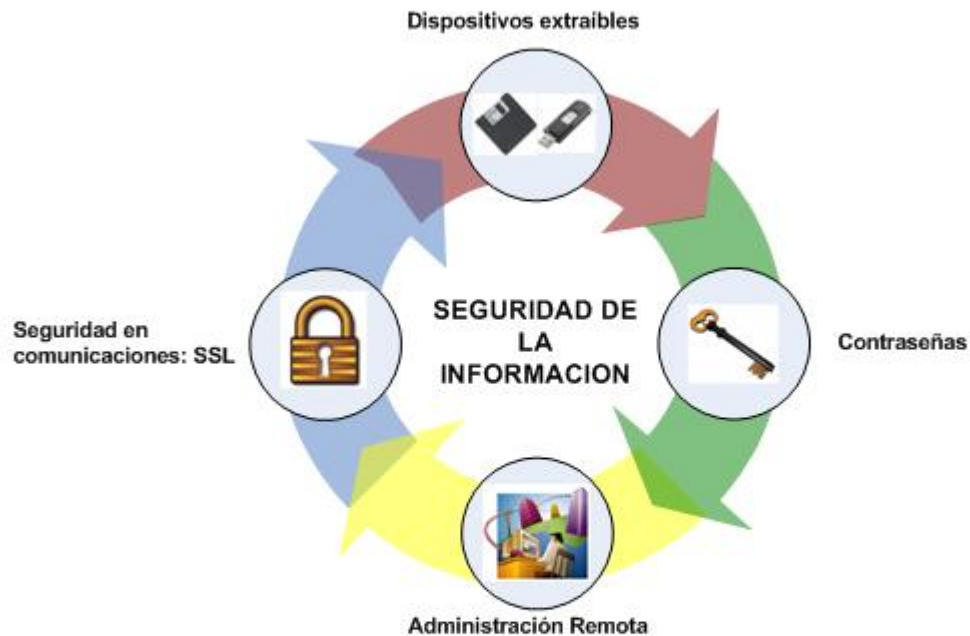 Dispositivos extraíbles
SEGURIDAD DE
LA
INFORMACION
Seguridad en
comunicaciones: SSL
Contraseñas
Administración Remota